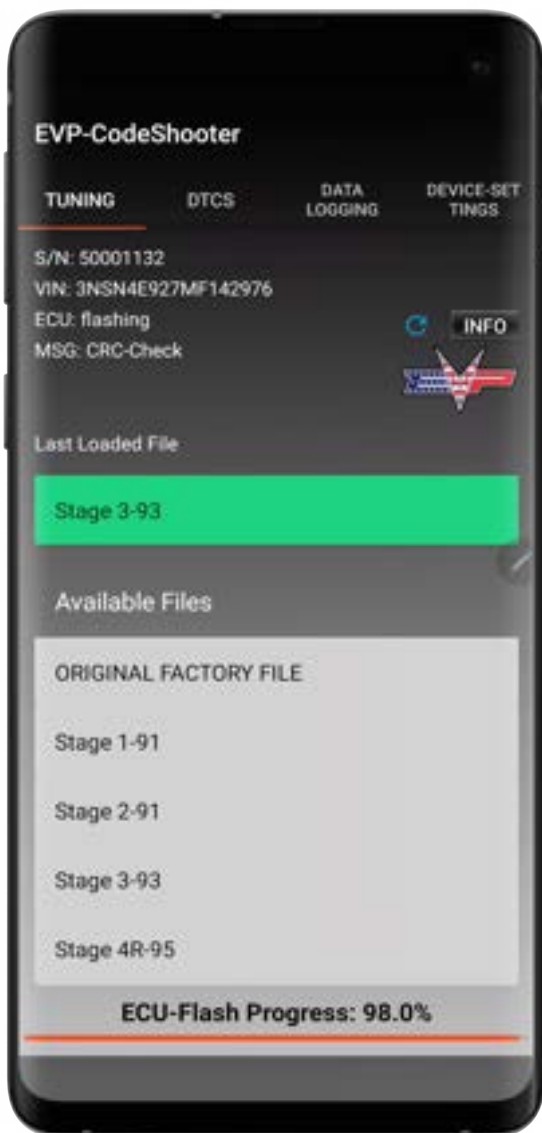 EVP-CodeShooter
TUNING
DTCS
DATA
LOGGING
DEVICE-SET
TINGS
S/N: 50001132
VIN: 3NSN4E927MF142976
ECU: flashing
MSG: CRC-Check
INFO
Last Loaded File
Stage 3-93
Available Files
ORIGINAL FACTORY FILE
Stage 1-91
Stage 2-91
Stage 3-93
Stage 4R-95
ECU-Flash Progress: 98.0%